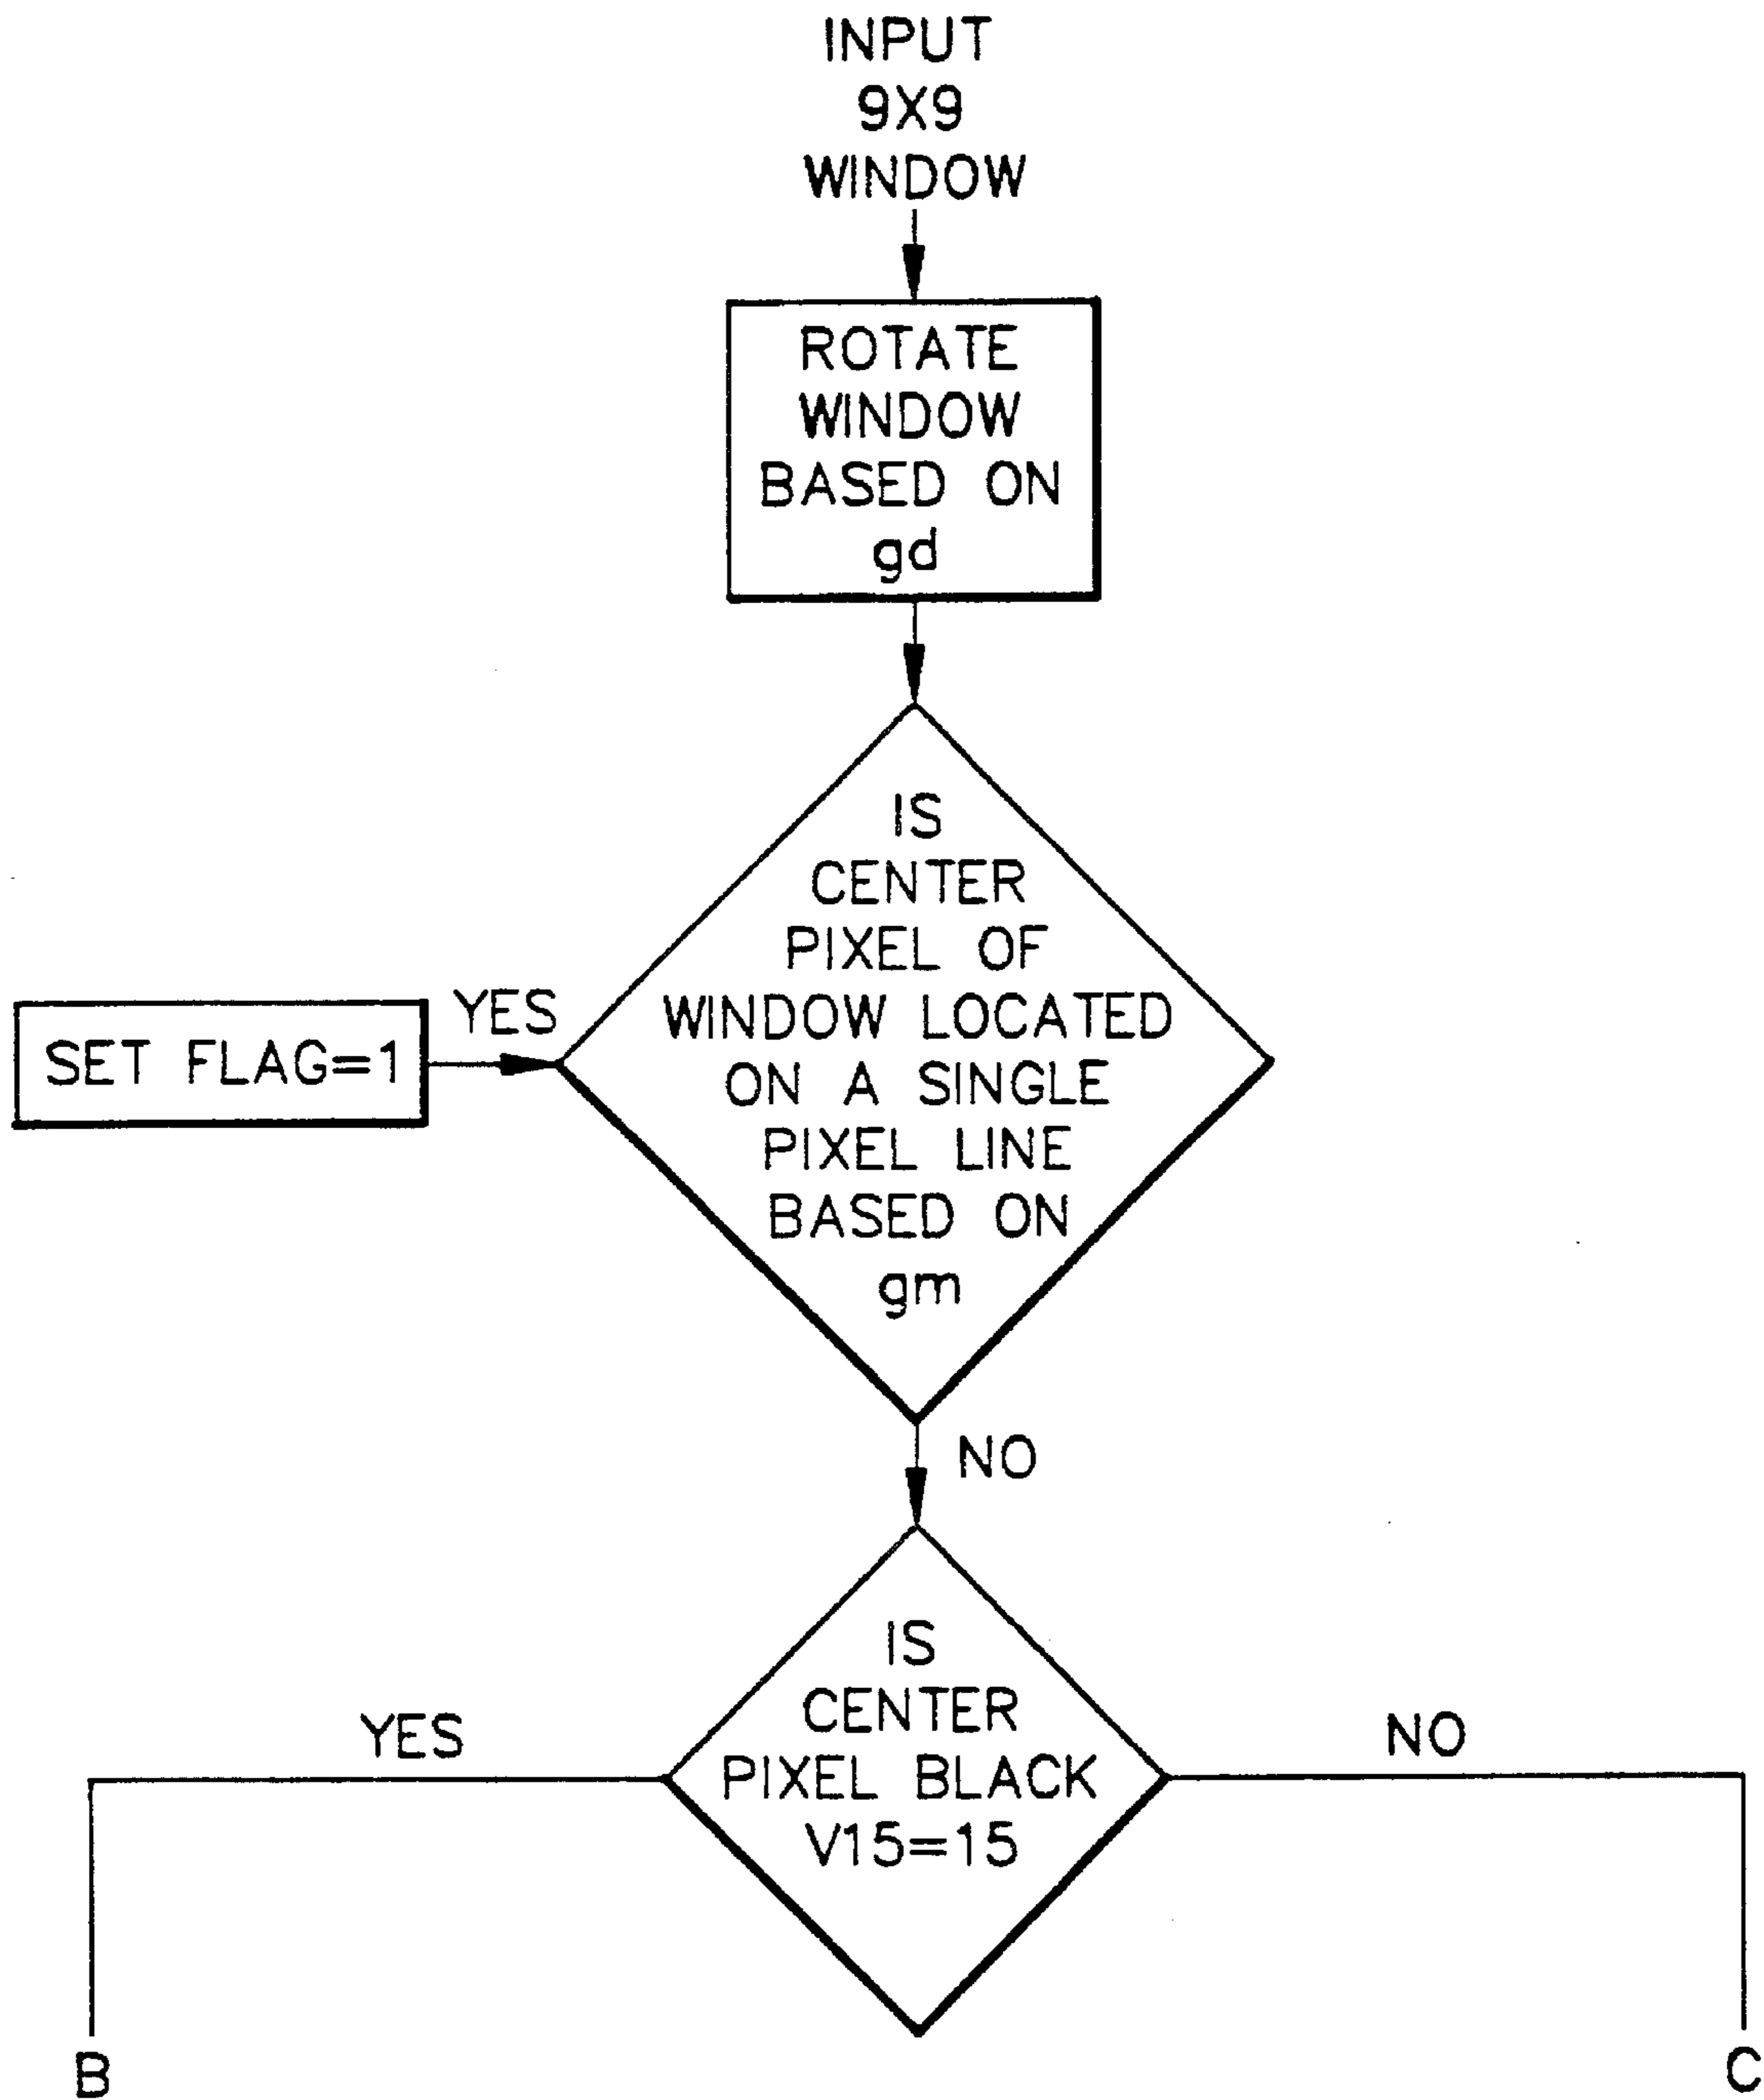 INPUT
9X9
WINDOW
ROTATE
WINDOW
BASED ON
gd
IS
CENTER
PIXEL OF
WINDOW LOCATED
ON A SINGLE
PIXEL LINE
BASED ON
gm
YES
SET FLAG=1
NO
IS
CENTER
PIXEL BLACK
V15=15
YES
NO
B
C